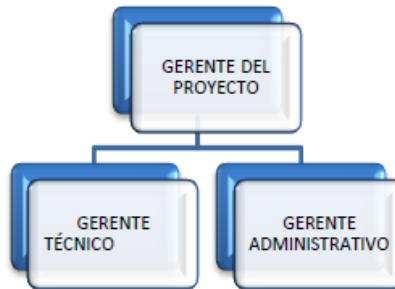 GERENTE DEL
PROYECTO
GERENTE
TÉCNICO
GERENTE
ADMINISTRATIVO